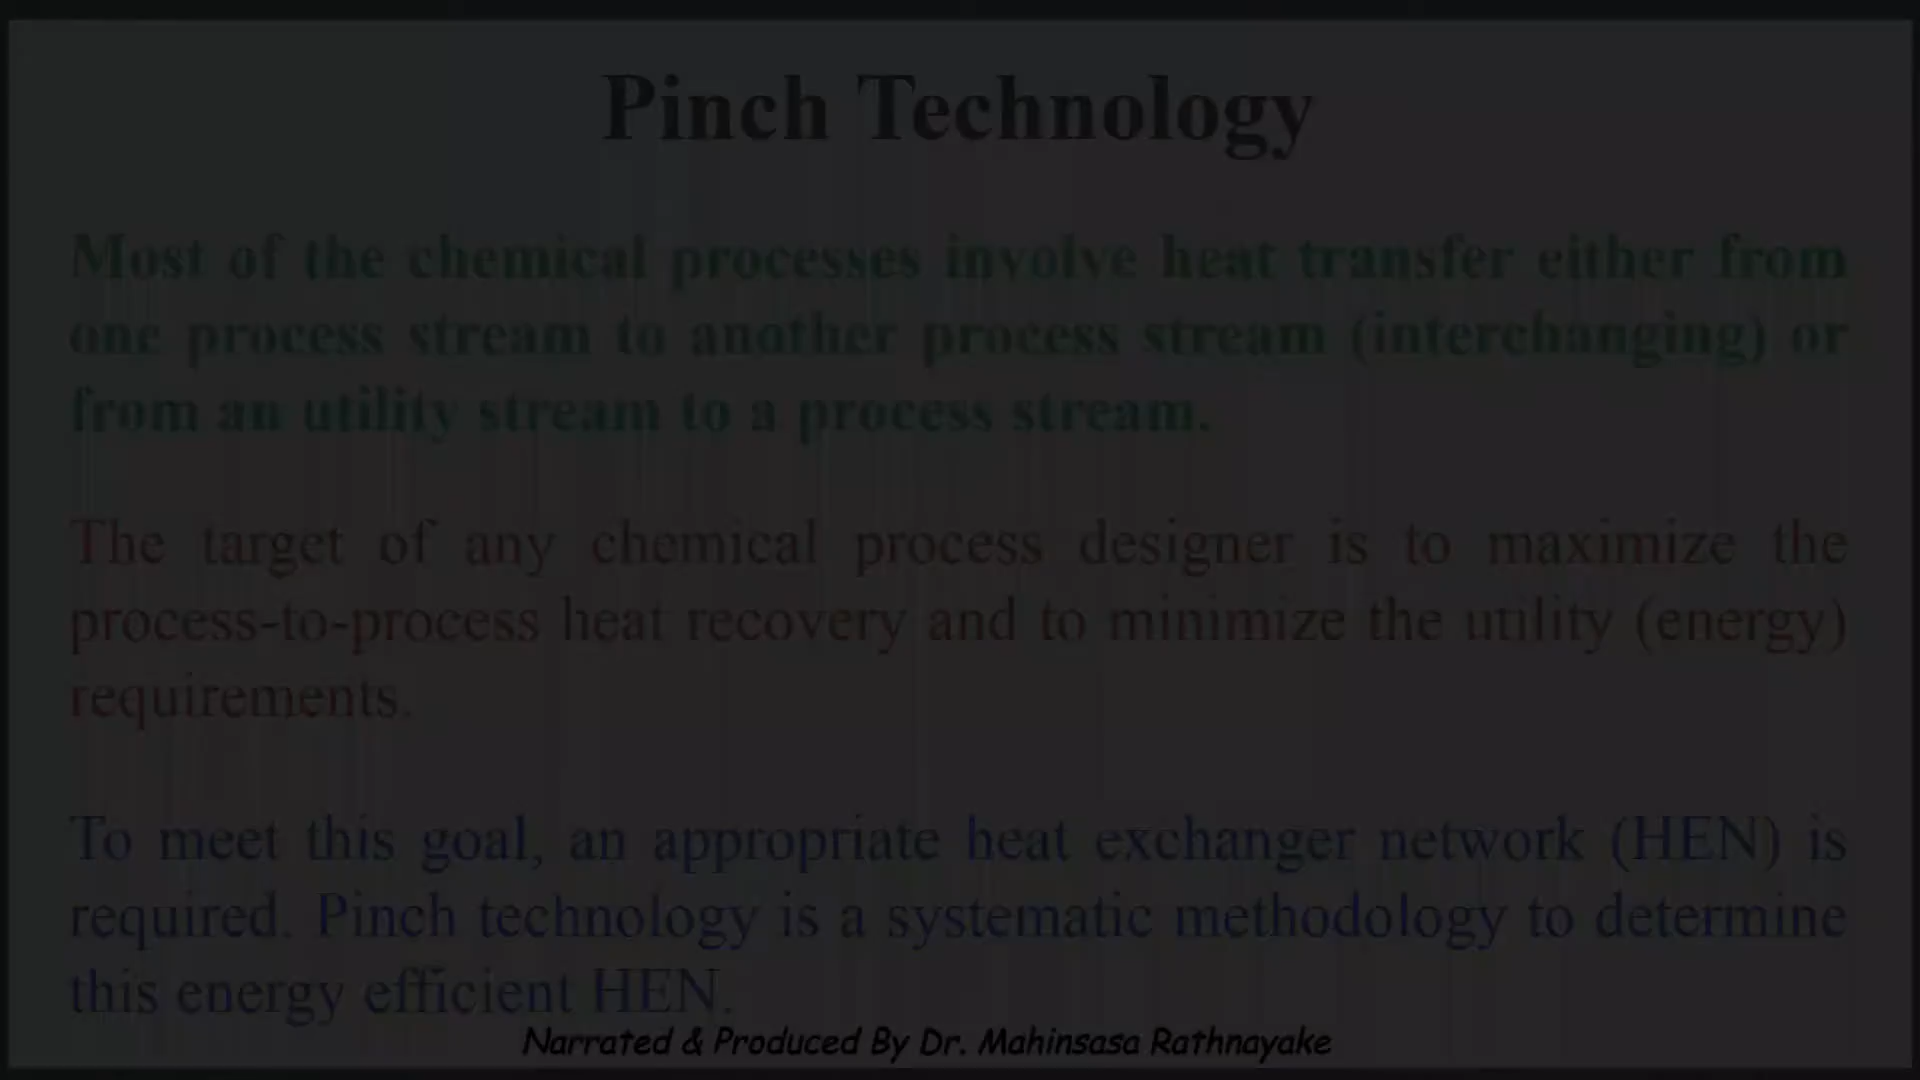 Pinch Technology
Most of the chemical processes involve heat transfer either from
one process stream to another process stream (interchanging) or
from an utility stream to a process stream.
The target of any chemical process designer is to maximize the
process-to-process heat recovery and to minimize the utility (energy)
requirements.
To meet this goal, an appropriate heat exchanger network (HEN) is
required. Pinch technology is a systematic methodology to determine
this energy efficient HEN.
Narrated & Produced By Dr. Mahinsasa Rathnayake